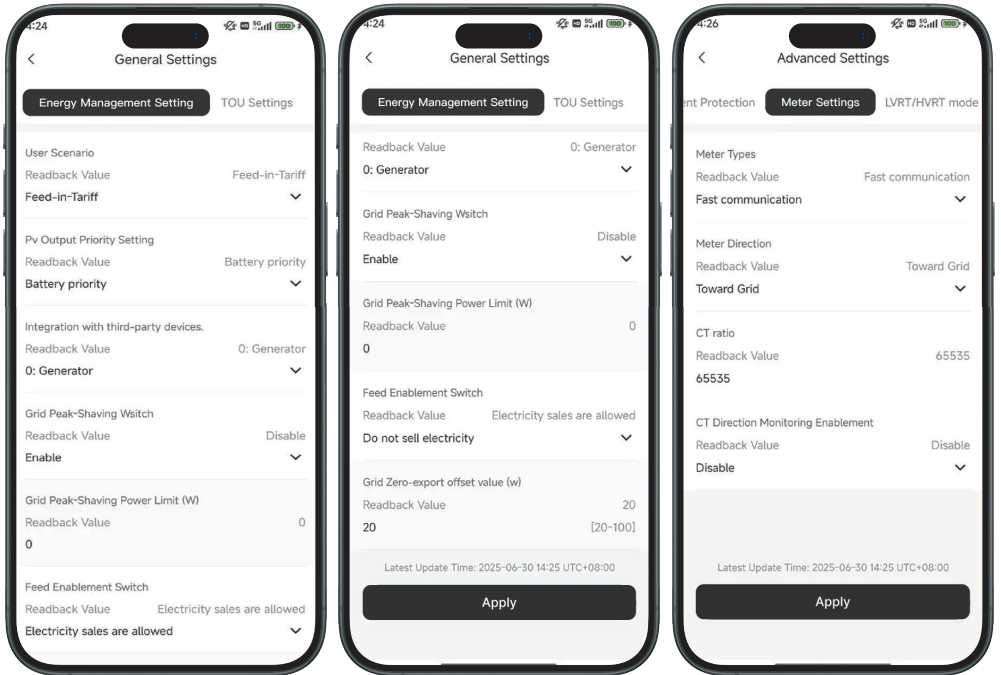 4:24
HD 5G 100
General Settings
Energy Management Setting TOU Settings
User Scenario
Readback Value Feed-in-Tariff
Feed-in-Tariff
Pv Output Priority Setting
Readback Value Battery priority
Battery priority
Integration with third-party devices.
Readback Value 0: Generator
0: Generator
Grid Peak-Shaving Wsitch
Readback Value Disable
Enable
Grid Peak-Shaving Power Limit (W)
Readback Value 0
0
Feed Enablement Switch
Readback Value Electricity sales are allowed
Electricity sales are allowed
4:24
HD 5G 100
General Settings
Energy Management Setting TOU Settings
Readback Value 0: Generator
0: Generator
Grid Peak-Shaving Wsitch
Readback Value Disable
Enable
Grid Peak-Shaving Power Limit (W)
Readback Value 0
0
Feed Enablement Switch
Readback Value Electricity sales are allowed
Do not sell electricity
Grid Zero-export offset value (w)
Readback Value 20
20 [20-100]
Latest Update Time: 2025-06-30 14:25 UTC+08:00
Apply
4:26
HD 5G 100
Advanced Settings
nt Protection Meter Settings LVRT/HVRT mode
Meter Types
Readback Value Fast communication
Fast communication
Meter Direction
Readback Value Toward Grid
Toward Grid
CT ratio
Readback Value 65535
65535
CT Direction Monitoring Enablement
Readback Value Disable
Disable
Latest Update Time: 2025-06-30 14:25 UTC+08:00
Apply